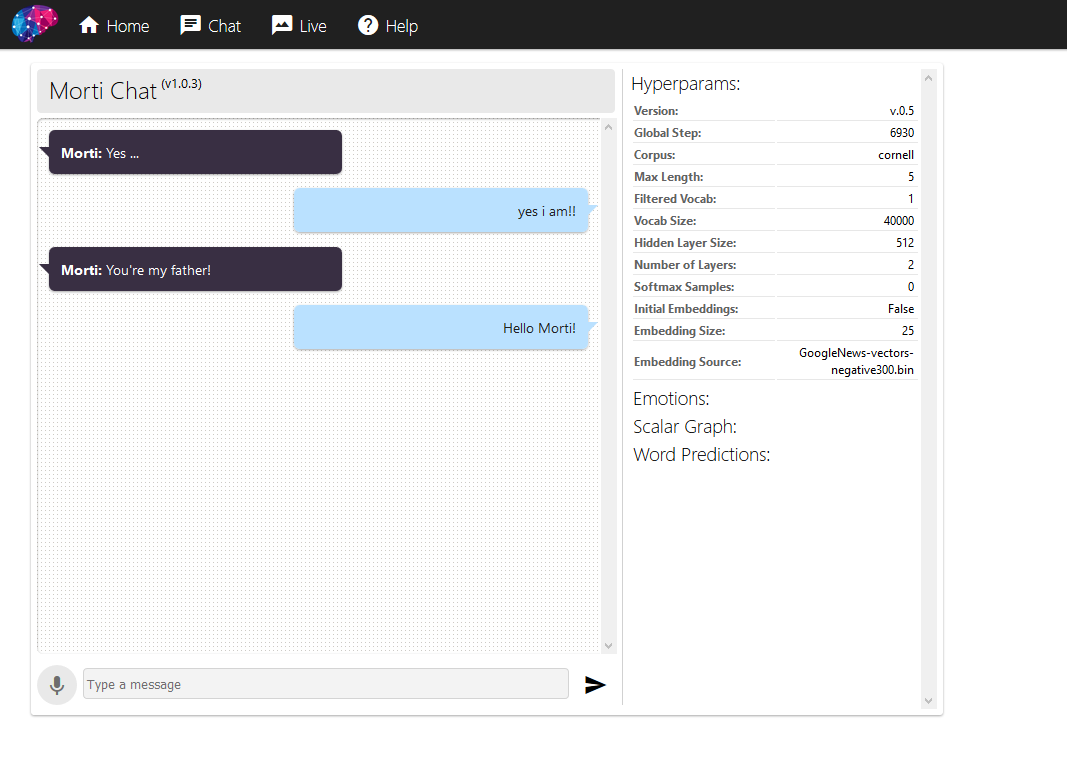 Home Chat Live Help
Morti Chat (v1.0.3)
Morti: Yes ...
yes i am!!
Morti: You're my father!
Hello Morti!
Type a message
Hyperparams:
Version: v.0.5
Global Step: 6930
Corpus: cornell
Max Length: 5
Filtered Vocab: 1
Vocab Size: 40000
Hidden Layer Size: 512
Number of Layers: 2
Softmax Samples: 0
Initial Embeddings: False
Embedding Size: 25
Embedding Source: GoogleNews-vectors-
negative300.bin
Emotions:
Scalar Graph:
Word Predictions: